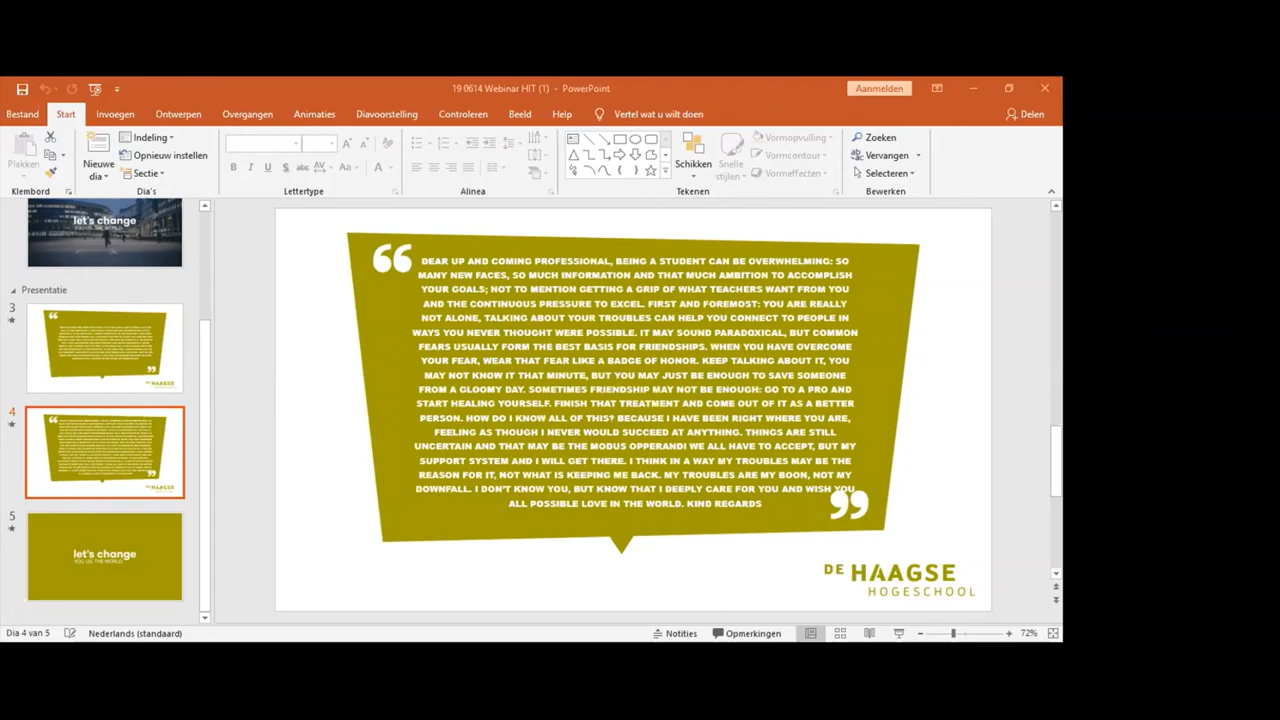 19 0614 Webinar HIT (1) - PowerPoint
Aanmelden
Bestand Start Invoegen Ontwerpen Overgangen Animaties Diavoorstelling Controleren Beeld Help Vertel wat u wilt doen Delen
Plakken
Nieuwe dia
Indeling
Opnieuw instellen
Sectie
Schikken
Snelle stijlen
Vormopvulling
Vormcontour
Vormeffecten
Zoeken
Vervangen
Selecteren
Klembord Dia's Lettertype Alinea Tekenen Bewerken
let's change
YOU. US. THE WORLD.
Presentatie
3
4
5
let's change
YOU. US. THE WORLD.
“
DEAR UP AND COMING PROFESSIONAL, BEING A STUDENT CAN BE OVERWHELMING: SO
MANY NEW FACES, SO MUCH INFORMATION AND THAT MUCH AMBITION TO ACCOMPLISH
YOUR GOALS; NOT TO MENTION GETTING A GRIP OF WHAT TEACHERS WANT FROM YOU
AND THE CONTINUOUS PRESSURE TO EXCEL. FIRST AND FOREMOST: YOU ARE REALLY
NOT ALONE, TALKING ABOUT YOUR TROUBLES CAN HELP YOU CONNECT TO PEOPLE IN
WAYS YOU NEVER THOUGHT WERE POSSIBLE. IT MAY SOUND PARADOXICAL, BUT COMMON
FEARS USUALLY FORM THE BEST BASIS FOR FRIENDSHIPS. WHEN YOU HAVE OVERCOME
YOUR FEAR, WEAR THAT FEAR LIKE A BADGE OF HONOR. KEEP TALKING ABOUT IT, YOU
MAY NOT KNOW IT THAT MINUTE, BUT YOU MAY JUST BE ENOUGH TO SAVE SOMEONE
FROM A GLOOMY DAY. SOMETIMES FRIENDSHIP MAY NOT BE ENOUGH: GO TO A PRO AND
START HEALING YOURSELF. FINISH THAT TREATMENT AND COME OUT OF IT AS A BETTER
PERSON. HOW DO I KNOW ALL OF THIS? BECAUSE I HAVE BEEN RIGHT WHERE YOU ARE,
FEELING AS THOUGH I NEVER WOULD SUCCEED AT ANYTHING. THINGS ARE STILL
UNCERTAIN AND THAT MAY BE THE MODUS OPPERANDI WE ALL HAVE TO ACCEPT, BUT MY
SUPPORT SYSTEM AND I WILL GET THERE. I THINK IN A WAY MY TROUBLES MAY BE THE
REASON FOR IT, NOT WHAT IS KEEPING ME BACK. MY TROUBLES ARE MY BOON, NOT MY
DOWNFALL. I DON'T KNOW YOU, BUT KNOW THAT I DEEPLY CARE FOR YOU AND WISH YOU
ALL POSSIBLE LOVE IN THE WORLD. KIND REGARDS
”
DE HAAGSE
HOGESCHOOL
Dia 4 van 5 Nederlands (standaard) Notities Opmerkingen 72%